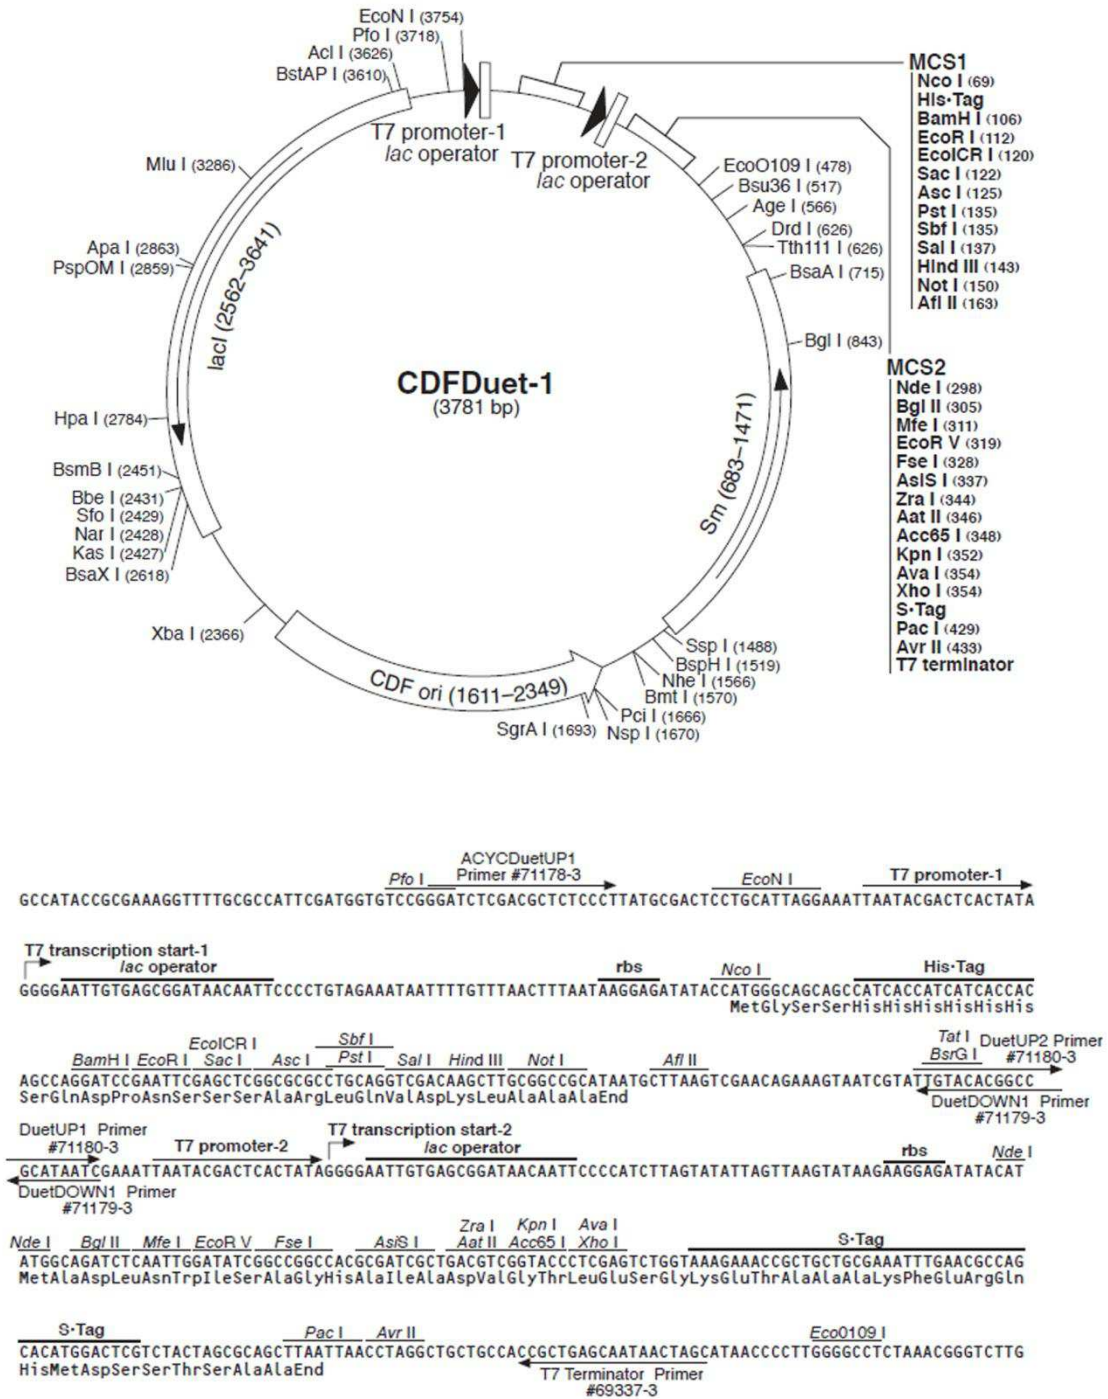 EcoN I (3754)
Pfo I (3718)
Acl I (3626)
BstAP I (3610)
T7 promoter-1
lac operator
T7 promoter-2
lac operator
MCS1
Nco I (69)
His•Tag
BamH I (106)
EcoR I (112)
EcoICR I (120)
Sac I (122)
Asc I (125)
Pst I (135)
Sbf I (135)
Sal I (137)
Hind III (143)
Not I (150)
Afl II (163)
Mlu I (3286)
EcoO109 I (478)
Bsu36 I (517)
Age I (566)
Drd I (626)
Tth111 I (626)
BsaA I (715)
Apa I (2863)
PspOM I (2859)
lacI (2562–3641)
Bgl I (843)
CDFDuet-1
(3781 bp)
MCS2
Nde I (298)
Bgl II (305)
Mfe I (311)
EcoR V (319)
Fse I (328)
AsiS I (337)
Zra I (344)
Aat II (346)
Acc65 I (348)
Kpn I (352)
Ava I (354)
Xho I (354)
S•Tag
Pac I (429)
Avr II (433)
T7 terminator
Hpa I (2784)
BsmB I (2451)
Bbe I (2431)
Sfo I (2429)
Nar I (2428)
Kas I (2427)
BsaX I (2618)
Sm (683–1471)
Xba I (2366)
CDF ori (1611–2349)
Ssp I (1488)
BspH I (1519)
Nhe I (1566)
Bmt I (1570)
Pci I (1666)
SgrA I (1693) Nsp I (1670)
ACYCDuetUP1
Pfo I Primer #71178-3 EcoN I T7 promoter-1
GCCATACCGCGAAAGGTTTTGCGCCATTCGATGGTGTCCGGGATCTCGACGCTCTCCCTTATGCGACTCCTGCATTAGGAAATTAATACGACTCACTATA
T7 transcription start-1
lac operator rbs Nco I His•Tag
GGGGAATTGTGAGCGGATAACAATTCCCCTGTAGAAATAATTTTGTTTAACTTTAATAAGGAGATATACCATGGGCAGCAGCCATCACCATCATCACCAC
MetGlySerSerHisHisHisHisHisHis
EcoICR I Sbf I Tat I DuetUP2 Primer
BamH I EcoR I Sac I Asc I Pst I Sal I Hind III Not I Afl II BsrG I #71180-3
AGCCAGGATCCGAATTCGAGCTCGGCGCGCCTGCAGGTCGACAAGCTTGCGGCCGCATAATGCTTAAGTCGAACAGAAAGTAATCGTATTGTACACGGCC
SerGlnAspProAsnSerSerSerAlaArgLeuGlnValAspLysLeuAlaAlaAlaEnd
DuetDOWN1 Primer
#71179-3
DuetUP1 Primer
#71180-3
T7 promoter-2
T7 transcription start-2
lac operator rbs Nde I
GCATAATCGAAATTAATACGACTCACTATAGGGGAATTGTGAGCGGATAACAATTCCCCATCTTAGTATATTAGTTAAGTATAAGAAGGAGATATACAT
DuetDOWN1 Primer
#71179-3
Zra I Kpn I Ava I
Nde I Bgl II Mfe I EcoR V Fse I AsiS I Aat II Acc65 I Xho I S•Tag
ATGGCAGATCTCAATTGGATATCGGCCGGCCACGCGATCGCTGACGTCGGTACCCTCGAGTCTGGTAAAGAAACCGCTGCTGCGAAATTTGAACGCCAG
MetAlaAspLeuAsnTrpIleSerAlaGlyHisAlaIleAlaAspValGlyThrLeuGluSerGlyLysGluThrAlaAlaAlaLysPheGluArgGln
S•Tag Pac I Avr II Eco0109 I
CACATGGACTCGTCTACTAGCGCAGCTTAATTAACCTAGGCTGCTGCCACCGCTGAGCAATAACTAGCATAACCCCTTGGGGCCTCTAAACGGGTCTTG
HisMetAspSerSerThrSerAlaAlaEnd
T7 Terminator Primer
#69337-3